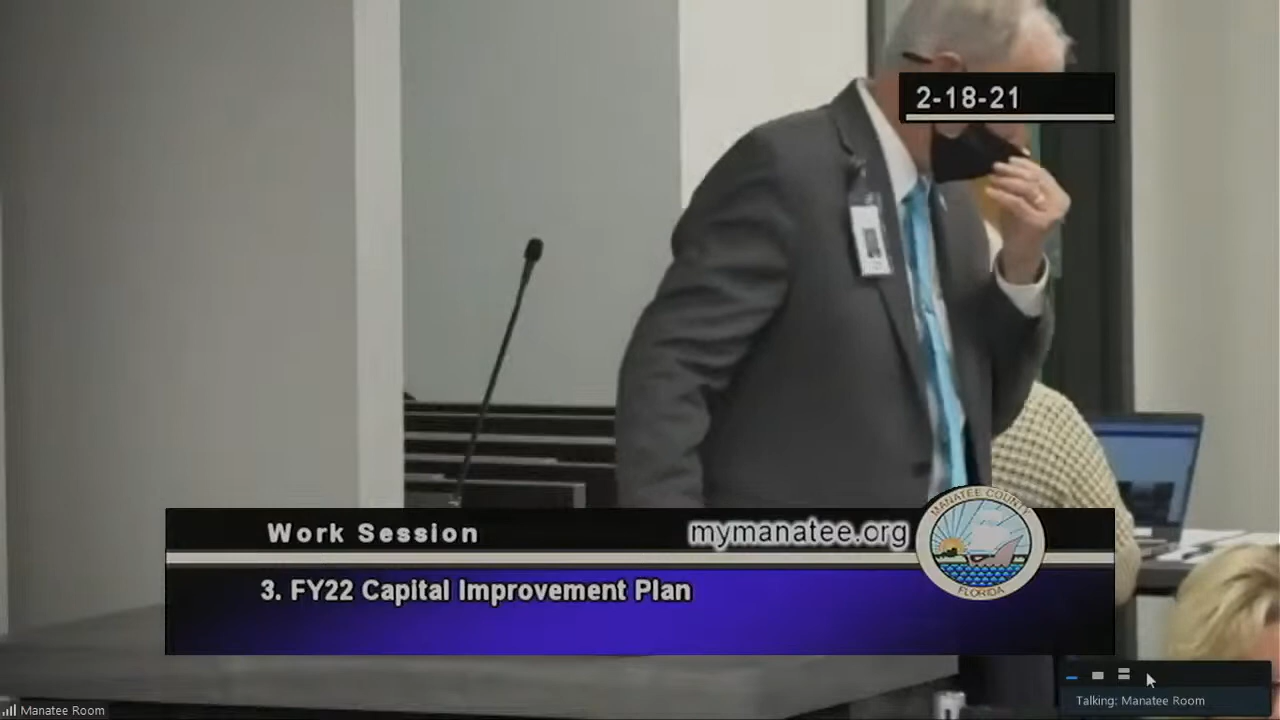 2-18-21
Work Session
mymanatee.org
MANATEE COUNTY
FLORIDA
3. FY22 Capital Improvement Plan
Talking: Manatee Room
Manatee Room